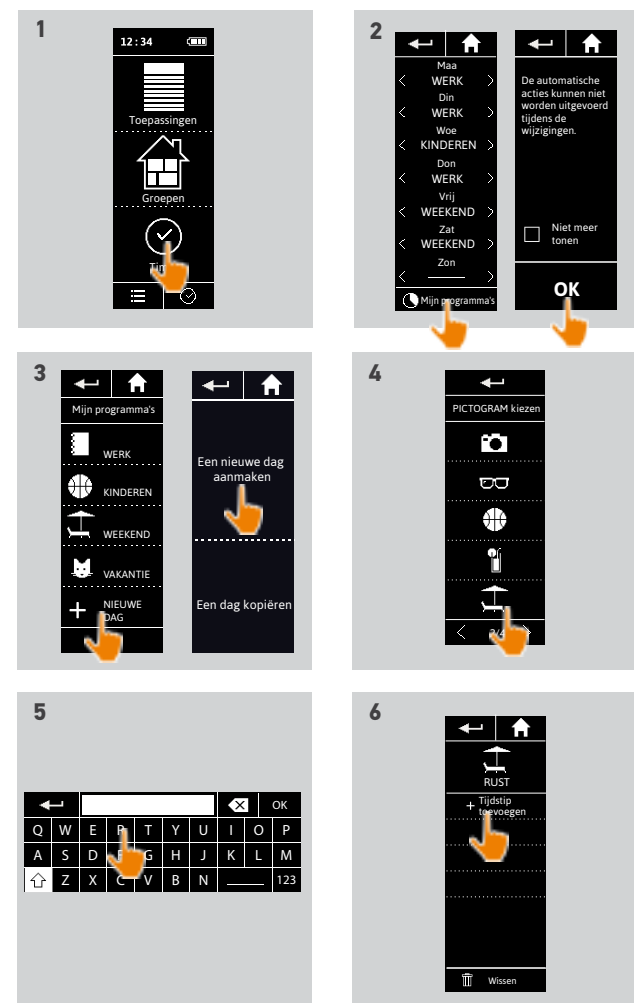 1
12:34
Toepassingen
Groepen
2
Maa
WERK
Din
WERK
Woe
KINDEREN
Don
WERK
Vrij
WEEKEND
Zat
WEEKEND
Zon
Mijn programma's
De automatische
acties kunnen niet
worden uitgevoerd
tijdens de
wijzigingen.
Niet meer
tonen
OK
3
Mijn programma's
WERK
KINDEREN
WEEKEND
VAKANTIE
NIEUWE
DAG
Een nieuwe dag
aanmaken
Een dag kopiëren
4
PICTOGRAM kiezen
5
OK
Q W E T Y U I O P
A S D G H J K L M
Z X C V B N 123
6
RUST
+ Tijdstip
toevoegen
Wissen